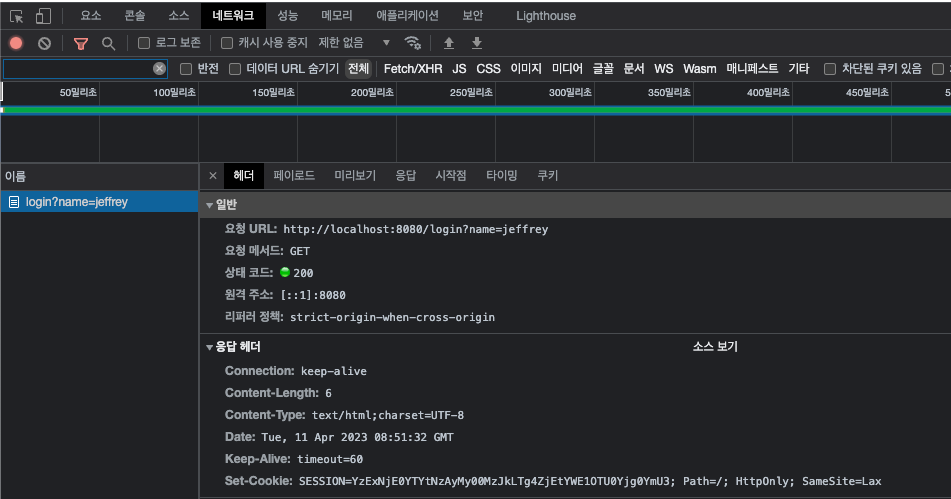 요소 콘솔 소스 네트워크 성능 메모리 애플리케이션 보안 Lighthouse
로그 보존 캐시 사용 중지 제한 없음
반전 데이터 URL 숨기기 전체 Fetch/XHR JS CSS 이미지 미디어 글꼴 문서 WS Wasm 매니페스트 기타 차단된 쿠키 있음
50밀리초 100밀리초 150밀리초 200밀리초 250밀리초 300밀리초 350밀리초 400밀리초 450밀리초 5
이름 × 헤더 페이로드 미리보기 응답 시작점 타이밍 쿠키
login?name=jeffrey
일반
요청 URL: http://localhost:8080/login?name=jeffrey
요청 메서드: GET
상태 코드: 200
원격 주소: [::1]:8080
리퍼러 정책: strict-origin-when-cross-origin
응답 헤더 소스 보기
Connection: keep-alive
Content-Length: 6
Content-Type: text/html;charset=UTF-8
Date: Tue, 11 Apr 2023 08:51:32 GMT
Keep-Alive: timeout=60
Set-Cookie: SESSION=YzExNjE0YTYtNzAyMy00MzJkLTg4ZjEtYWE1OTU0Yjg0YmU3; Path=/; HttpOnly; SameSite=Lax